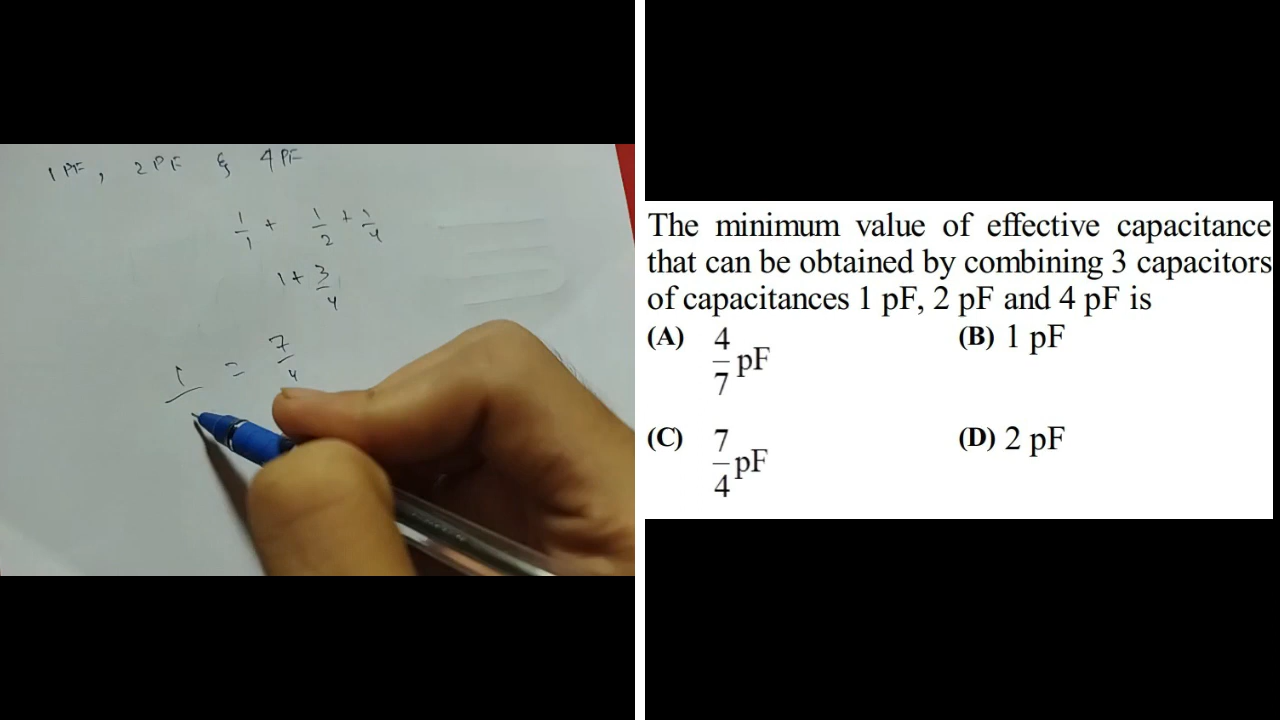 1 PF, 2 PF & 4 PF
1/1 + 1/2 + 1/4
1 + 3/4
1 = 7/4
The minimum value of effective capacitance
that can be obtained by combining 3 capacitors
of capacitances 1 pF, 2 pF and 4 pF is
(A) 4/7 pF (B) 1 pF
(C) 7/4 pF (D) 2 pF